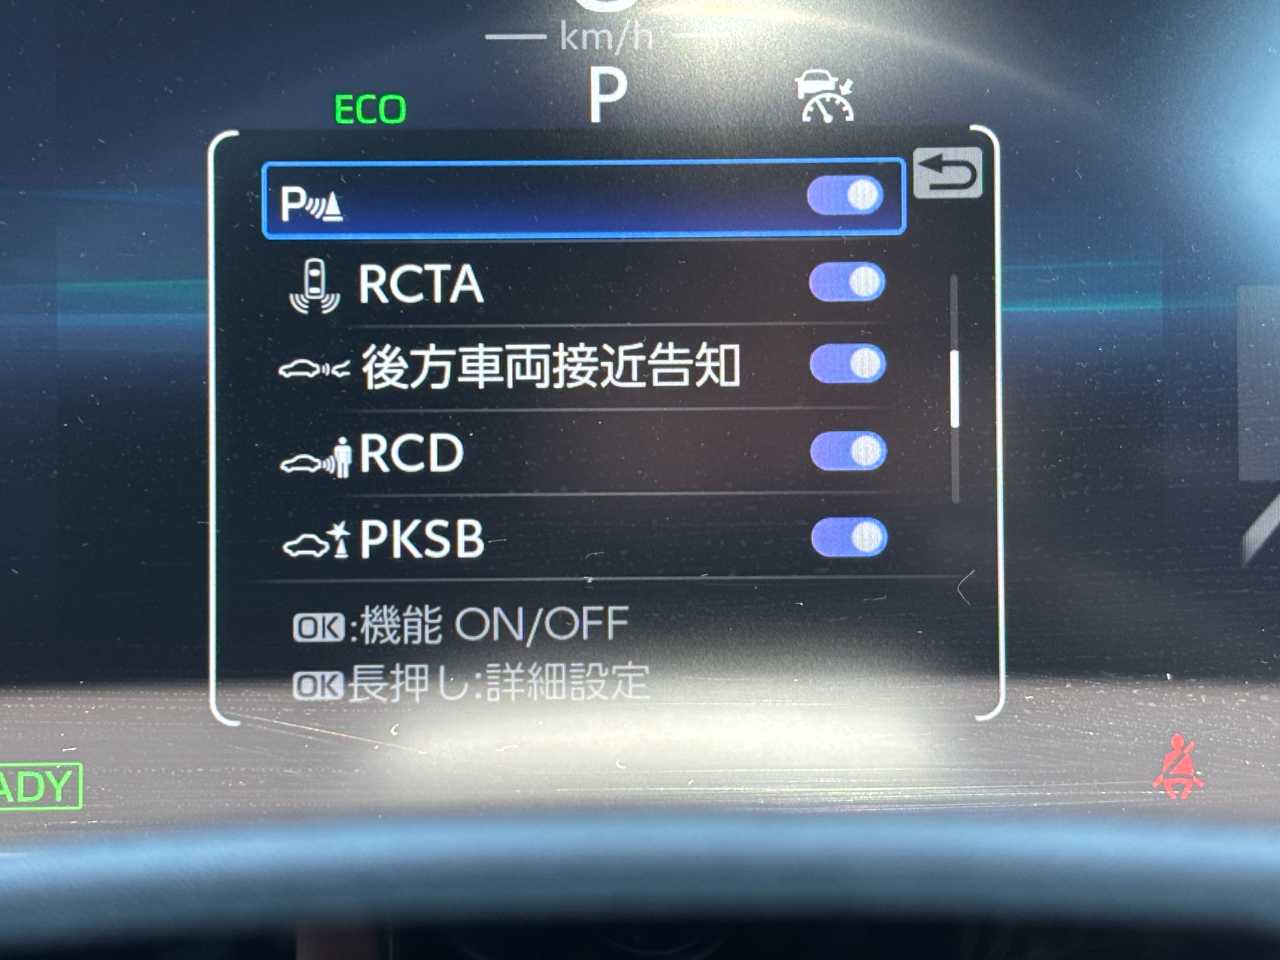 km/h
ECO
P
P
RCTA
後方車両接近告知
RCD
PKSB
OK:機能 ON/OFF
OK長押し:詳細設定
ADY